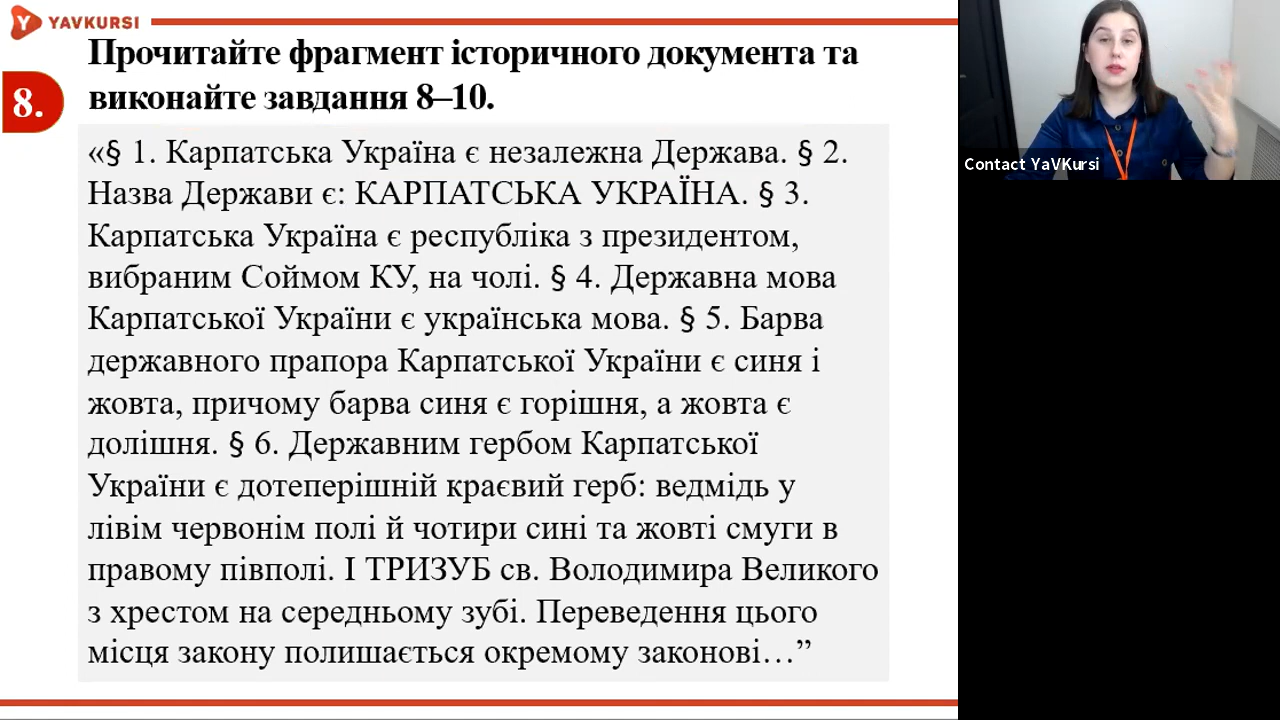 YAVKURSI
Прочитайте фрагмент історичного документа та
виконайте завдання 8–10.
8.
«§ 1. Карпатська Україна є незалежна Держава. § 2.
Назва Держави є: КАРПАТСЬКА УКРАЇНА. § 3.
Карпатська Україна є республіка з президентом,
вибраним Соймом КУ, на чолі. § 4. Державна мова
Карпатської України є українська мова. § 5. Барва
державного прапора Карпатської України є синя і
жовта, причому барва синя є горішня, а жовта є
долішня. § 6. Державним гербом Карпатської
України є дотеперішній краєвий герб: ведмідь у
лівім червонім полі й чотири сині та жовті смуги в
правому півполі. І ТРИЗУБ св. Володимира Великого
з хрестом на середньому зубі. Переведення цього
місця закону полишається окремому законові…”
Contact YaVKursi